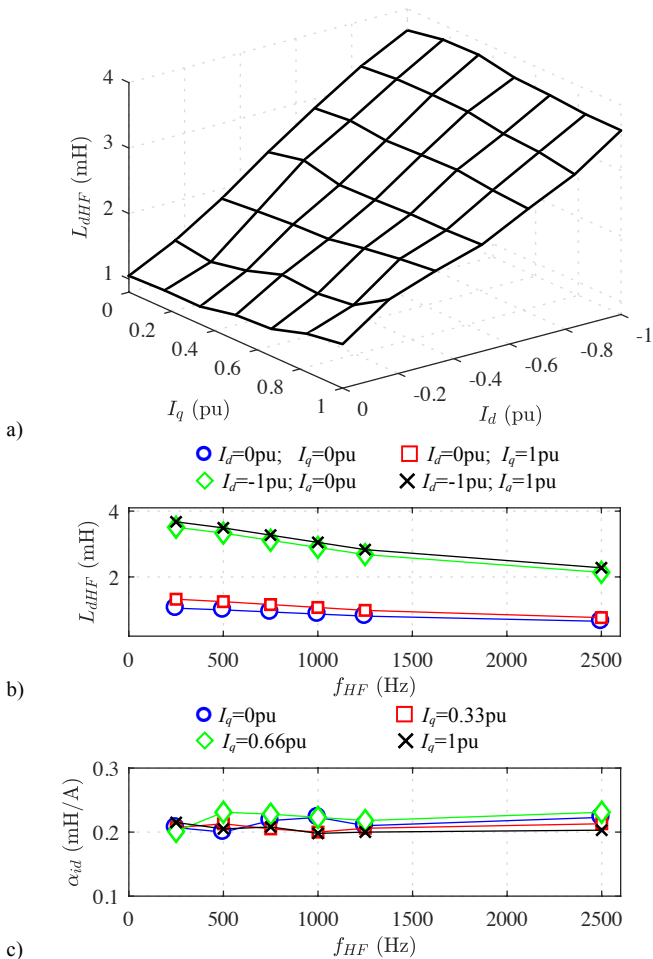 4
3
2
1
L_dHF (mH)
0
0.2
0.4
0.6
0.8
1
I_q (pu)
0
-0.2
-0.4
-0.6
-0.8
-1
I_d (pu)
a)
I_d=0pu; I_q=0pu
I_d=0pu; I_q=1pu
I_d=-1pu; I_q=0pu
I_d=-1pu; I_q=1pu
4
2
L_dHF (mH)
0 500 1000 1500 2000 2500
f_HF (Hz)
b)
I_q=0pu
I_q=0.33pu
I_q=0.66pu
I_q=1pu
0.3
0.2
0.1
α_id (mH/A)
0 500 1000 1500 2000 2500
f_HF (Hz)
c)